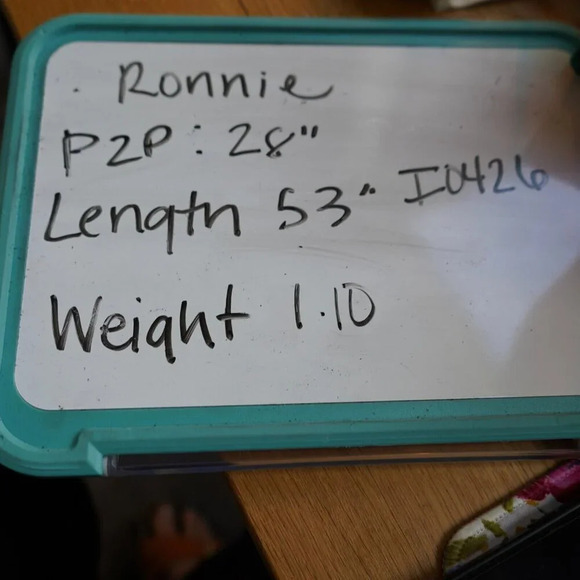 Ronnie
P2P: 28"
Length 53" I0426
Weight 1.10